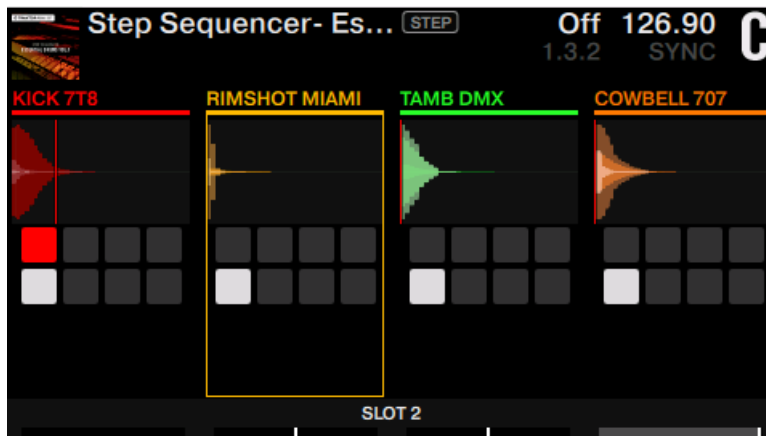 Step Sequencer- Es... STEP Off 126.90 C
1.3.2 SYNC
KICK 7T8 RIMSHOT MIAMI TAMB DMX COWBELL 707
SLOT 2